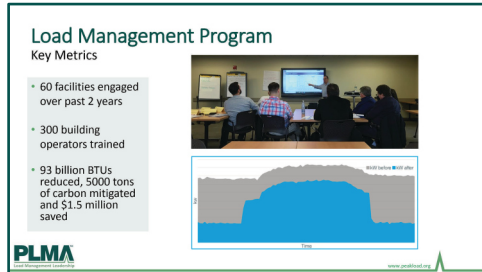 Load Management Program
Key Metrics
• 60 facilities engaged
over past 2 years
• 300 building
operators trained
• 93 billion BTUs
reduced, 5000 tons
of carbon mitigated
and $1.5 million
saved
kW before kW after
Time
PLMA™
Load Management Leadership
www.peakload.org